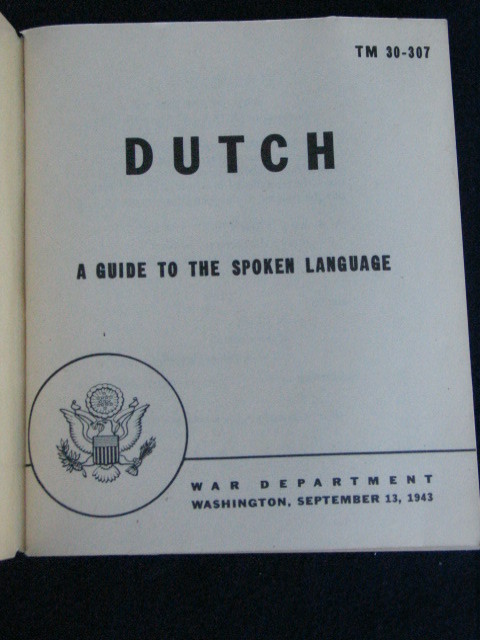 TM 30-307
DUTCH
A GUIDE TO THE SPOKEN LANGUAGE
WAR DEPARTMENT
WASHINGTON, SEPTEMBER 13, 1943